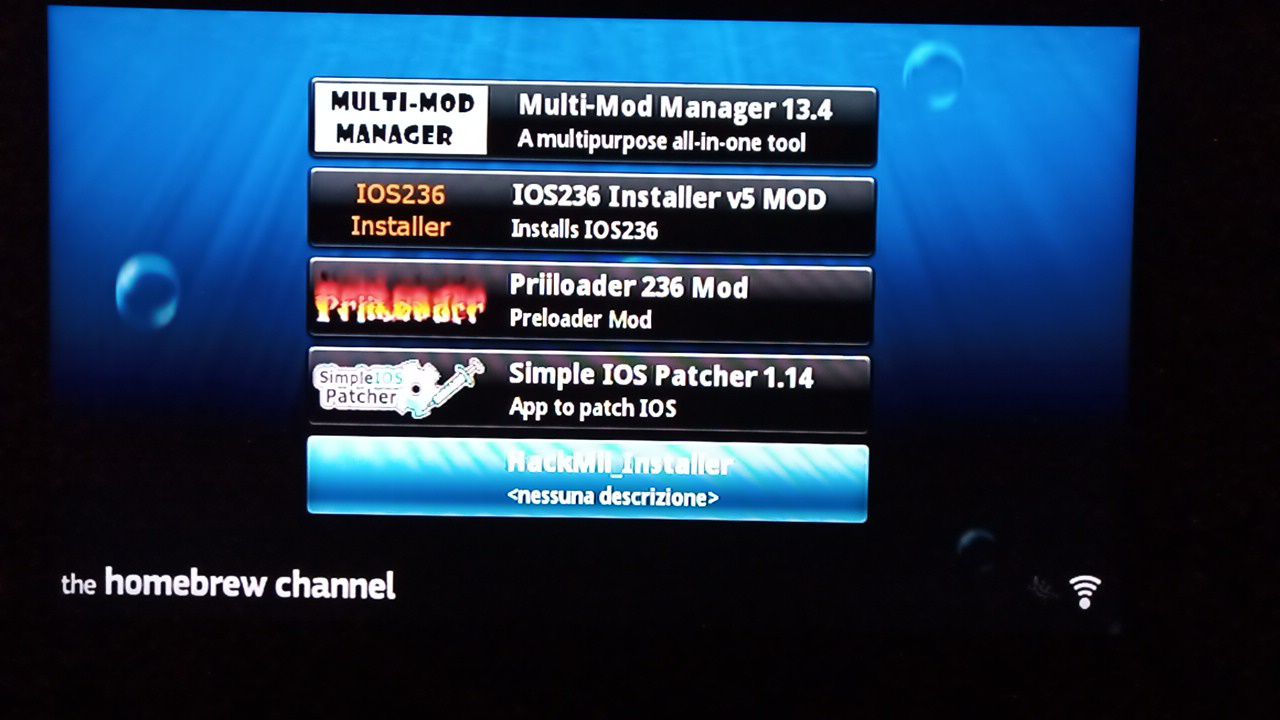 MULTI-MOD
MANAGER
Multi-Mod Manager 13.4
A multipurpose all-in-one tool
IOS236
Installer
IOS236 Installer v5 MOD
Installs IOS236
Priiloader
Priiloader 236 Mod
Preloader Mod
SimpleIOS
Patcher
Simple IOS Patcher 1.14
App to patch IOS
HackMii_Installer
<nessuna descrizione>
the homebrew channel